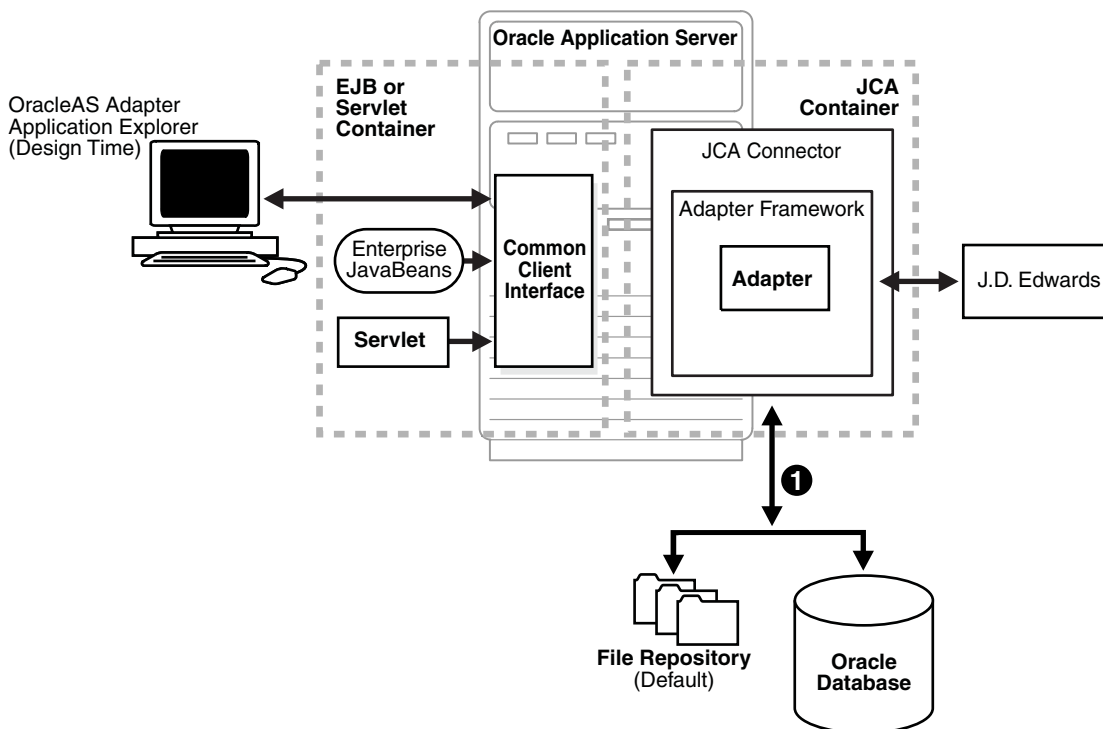 Oracle Application Server
EJB or
Servlet
Container
JCA
Container
OracleAS Adapter
Application Explorer
(Design Time)
JCA Connector
Adapter Framework
Adapter
Enterprise
JavaBeans
Common
Client
Interface
Servlet
J.D. Edwards
1
File Repository
(Default)
Oracle
Database